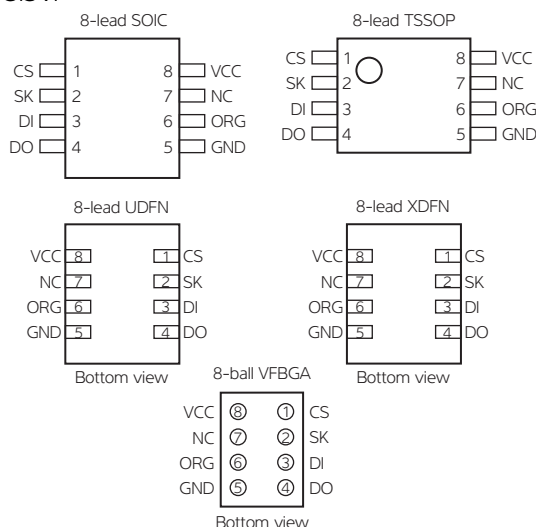 8-lead SOIC
CS 1 8 VCC
SK 2 7 NC
DI 3 6 ORG
DO 4 5 GND
8-lead TSSOP
CS 1 8 VCC
SK 2 7 NC
DI 3 6 ORG
DO 4 5 GND
8-lead UDFN
VCC 8 1 CS
NC 7 2 SK
ORG 6 3 DI
GND 5 4 DO
Bottom view
8-lead XDFN
VCC 8 1 CS
NC 7 2 SK
ORG 6 3 DI
GND 5 4 DO
Bottom view
8-ball VFBGA
VCC 8 1 CS
NC 7 2 SK
ORG 6 3 DI
GND 5 4 DO
Bottom view